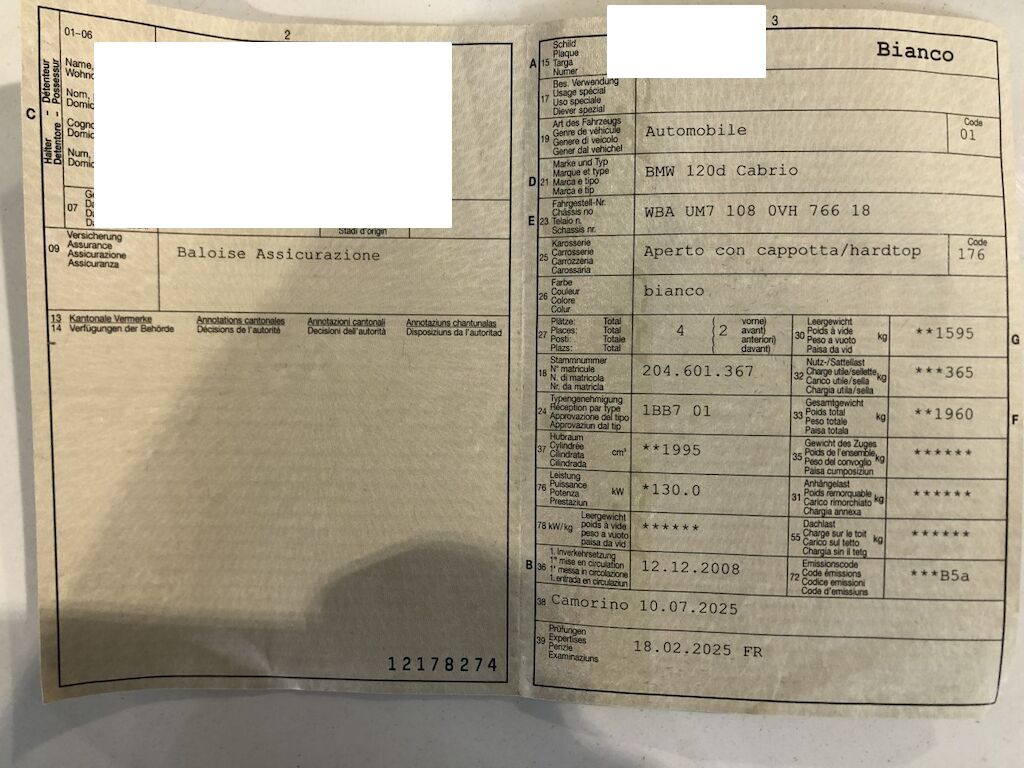 2
01-06
Halter - Détenteur
Detentore - Possessur
C
Name,
Nom,
Num,
07
Stadi d'origin
09
Versicherung
Assurance
Assicurazione
Assicuranza
Baloise Assicurazione
13 Kantonale Vermerke Annotations cantonales Annotazioni cantonali Annotaziuns chantunalas
14 Verfügungen der Behörde Décisions de l'autorité Decisioni dell'autorità Disposiziuns da l'autoritad
12178274
3
A 15
Schild
Plaque
Targa
Numer
Bianco
17
Bes. Verwendung
Usage spécial
Uso speciale
Diever spezial
19
Art des Fahrzeugs
Genre de véhicule
Genere di veicolo
Gener dal vehichel
Automobile
Code
01
D 21
Marke und Typ
Marque et type
Marca e tipo
Marca e tip
BMW 120d Cabrio
E 23
Fahrgestell-Nr.
Châssis no
Telaio n.
Schassis nr.
WBA UM7 108 0VH 766 18
25
Karosserie
Carrosserie
Carrozzeria
Carossaria
Aperto con cappotta/hardtop
Code
176
26
Farbe
Couleur
Colore
Colur
bianco
27
Plätze: Total
Places: Total
Posti: Totale
Plazs: Total
4
( 2
vorne)
avant)
anteriori)
davant)
30
Leergewicht
Poids à vide
Peso a vuoto
Paisa da vid
kg
**1595
G
18
Stammnummer
N° matricule
N. di matricola
Nr. da matricla
204.601.367
32
Nutz-/Sattellast
Charge utile/sellette
Carico utile/sella
Chargia utila/sella
kg
***365
24
Typengenehmigung
Réception par type
Approvazione del tipo
Approvaziun dal tip
1BB7 01
33
Gesamtgewicht
Poids total
Peso totale
Paisa totala
kg
**1960
F
37
Hubraum
Cylindrée
Cilindrata
Cilindrada
cm³
**1995
35
Gewicht des Zuges
Poids de l'ensemble
Peso del convoglio
Paisa cumposiziun
kg
******
76
Leistung
Puissance
Potenza
Prestaziun
kW
*130.0
31
Anhängelast
Poids remorquable
Carico rimorchiato
Chargia annexa
kg
******
78 kW/kg
Leergewicht
poids à vide
peso a vuoto
paisa da vid
******
55
Dachlast
Charge sur le toit
Carico sul tetto
Chargia sin il tetg
kg
******
B 36
1. Inverkehrsetzung
1re mise en circulation
1a messa in circolazione
1. entrada en circulaziun
12.12.2008
72
Emissionscode
Code émissions
Codice emissioni
Code d'emissiuns
***B5a
38 Camorino 10.07.2025
39
Prüfungen
Expertises
Perizie
Examinaziuns
18.02.2025 FR